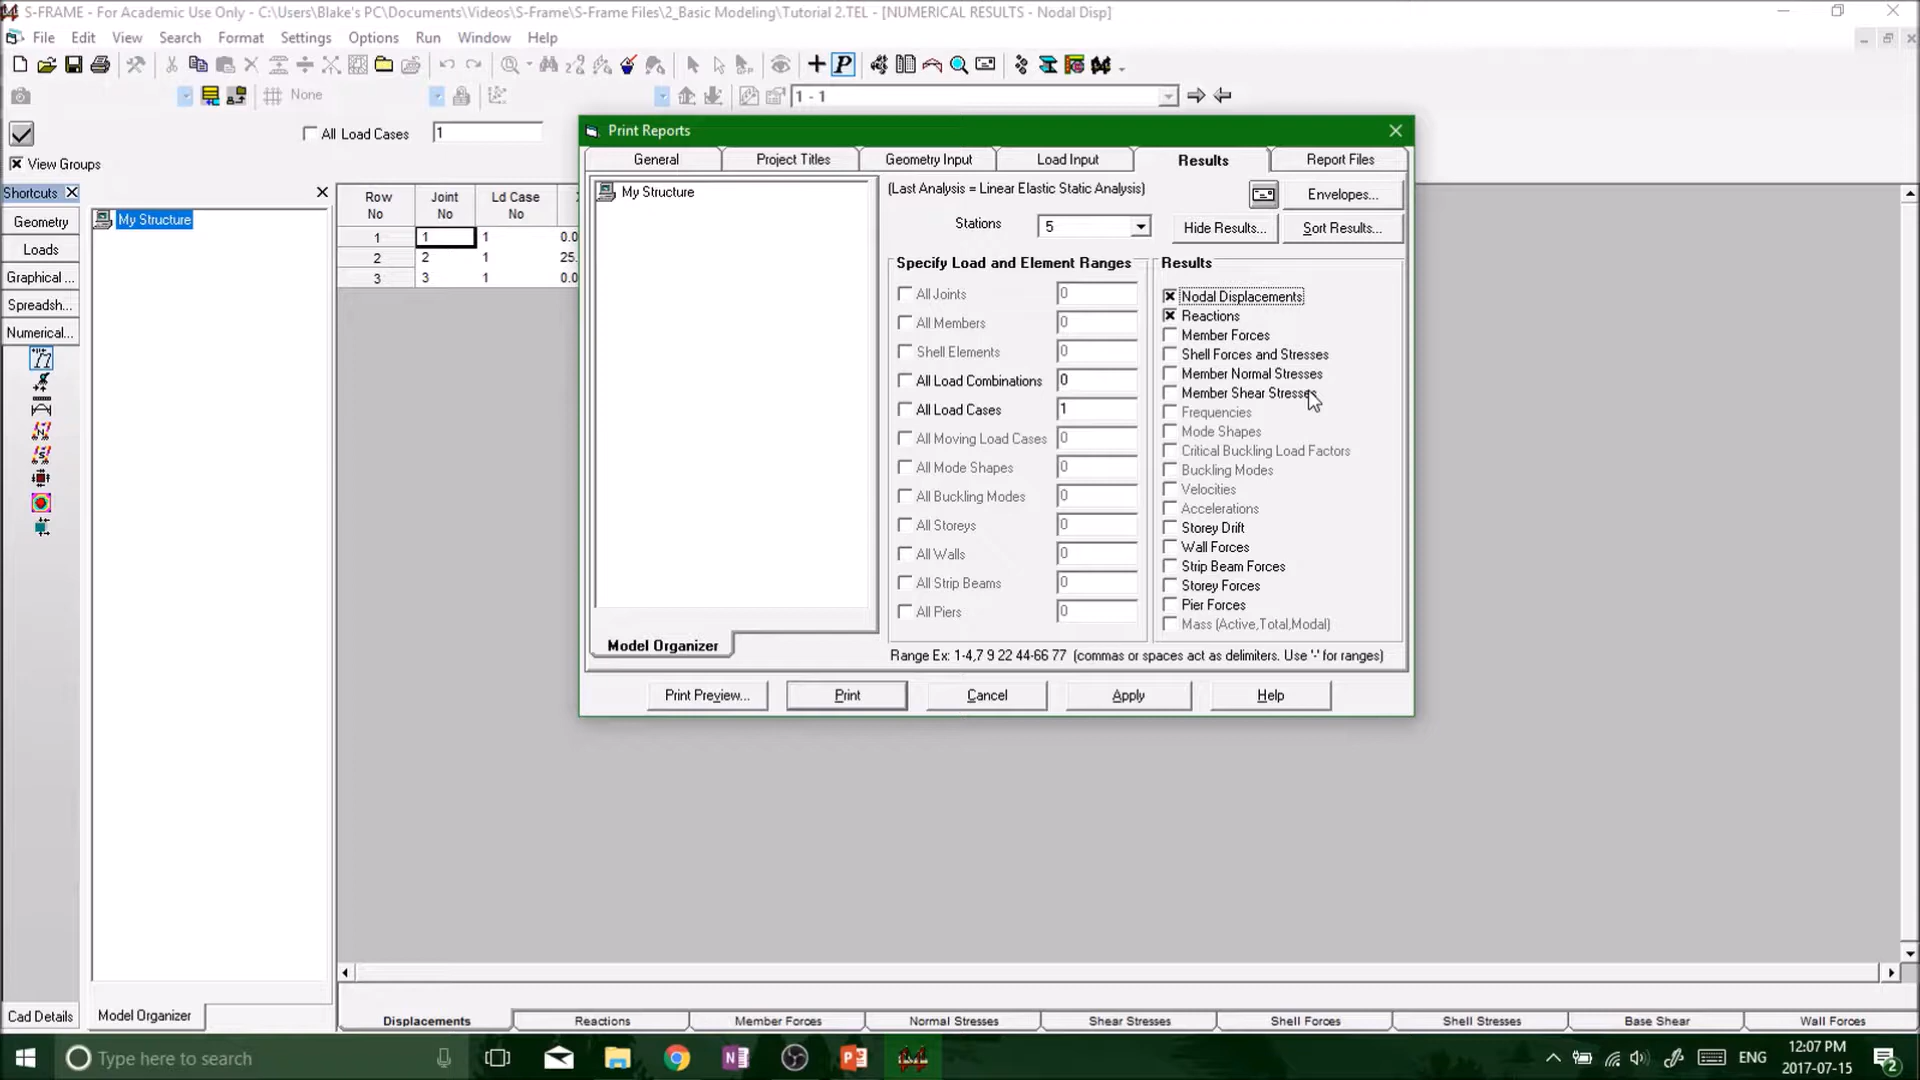 S-FRAME - For Academic Use Only - C:\Users\Blake's PC\Documents\Videos\S-Frame\S-Frame Files\2_Basic Modeling\Tutorial 2.TEL - [NUMERICAL RESULTS - Nodal Disp]
File Edit View Search Format Settings Options Run Window Help
None
1 - 1
All Load Cases 1
View Groups
Shortcuts
Geometry
Loads
Graphical ...
Spreadsh...
Numerical...
Cad Details
My Structure
Model Organizer
Row No Joint No Ld Case No
1 1 1 0.0
2 2 1 25.
3 3 1 0.0
Print Reports
General Project Titles Geometry Input Load Input Results Report Files
My Structure
Model Organizer
(Last Analysis = Linear Elastic Static Analysis)
Envelopes...
Stations 5 Hide Results... Sort Results...
Specify Load and Element Ranges
All Joints 0
All Members 0
Shell Elements 0
All Load Combinations 0
All Load Cases 1
All Moving Load Cases 0
All Mode Shapes 0
All Buckling Modes 0
All Storeys 0
All Walls 0
All Strip Beams 0
All Piers 0
Results
Nodal Displacements
Reactions
Member Forces
Shell Forces and Stresses
Member Normal Stresses
Member Shear Stresses
Frequencies
Mode Shapes
Critical Buckling Load Factors
Buckling Modes
Velocities
Accelerations
Storey Drift
Wall Forces
Strip Beam Forces
Storey Forces
Pier Forces
Mass (Active,Total,Modal)
Range Ex: 1-4,7 9 22 44-66 77 (commas or spaces act as delimiters. Use '-' for ranges)
Print Preview... Print Cancel Apply Help
Displacements Reactions Member Forces Normal Stresses Shear Stresses Shell Forces Shell Stresses Base Shear Wall Forces
Type here to search
ENG
12:07 PM
2017-07-15
2